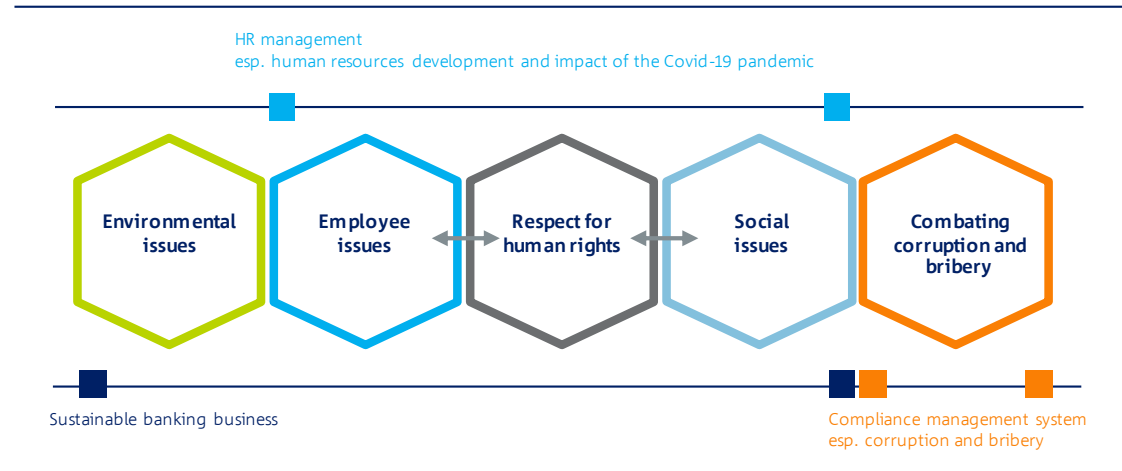 HR management
esp. human resources development and impact of the Covid-19 pandemic
Environmental
issues
Employee
issues
Respect for
human rights
Social
issues
Combating
corruption and
bribery
Sustainable banking business
Compliance management system
esp. corruption and bribery